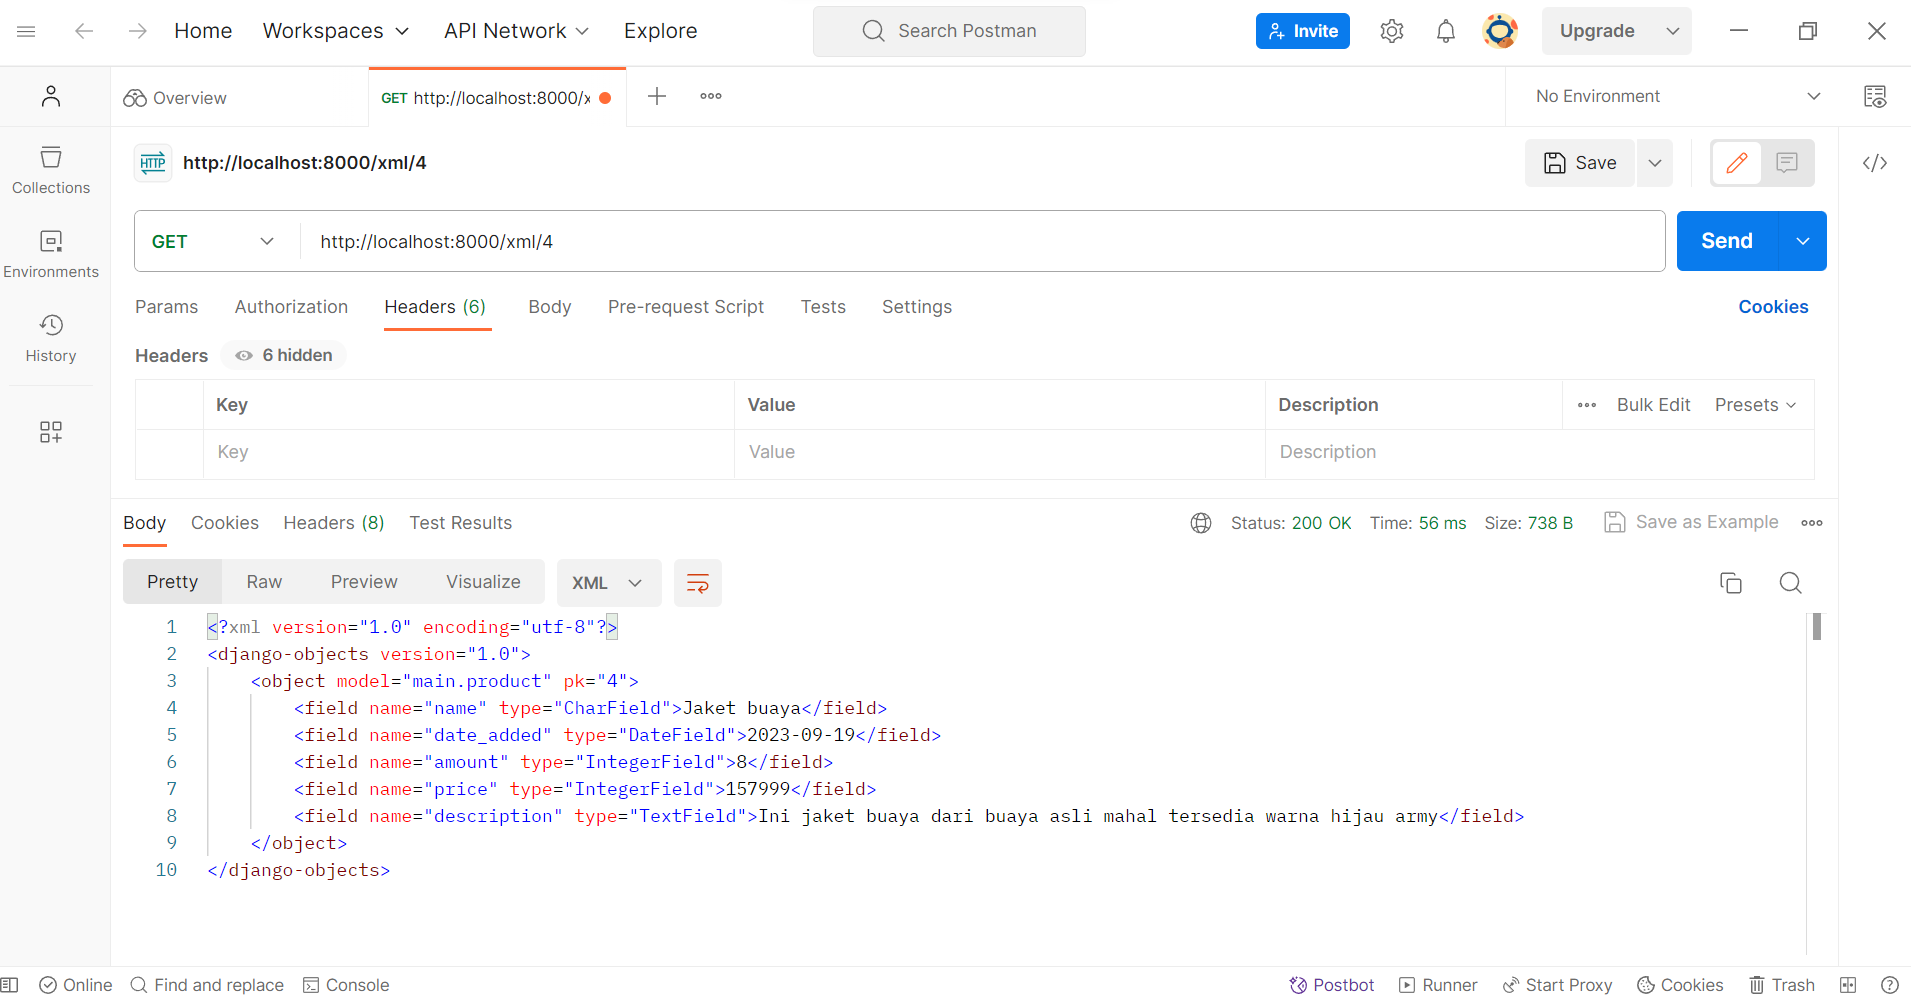 Home Workspaces API Network Explore Search Postman Invite Upgrade
Overview GET http://localhost:8000/x No Environment
HTTP http://localhost:8000/xml/4 Save
Collections
Environments
History
GET http://localhost:8000/xml/4 Send
Params Authorization Headers (6) Body Pre-request Script Tests Settings Cookies
Headers 6 hidden
Key Value Description Bulk Edit Presets
Key Value Description
Body Cookies Headers (8) Test Results Status: 200 OK Time: 56 ms Size: 738 B Save as Example
Pretty Raw Preview Visualize XML
1 <?xml version="1.0" encoding="utf-8"?>
2 <django-objects version="1.0">
3 <object model="main.product" pk="4">
4 <field name="name" type="CharField">Jaket buaya</field>
5 <field name="date_added" type="DateField">2023-09-19</field>
6 <field name="amount" type="IntegerField">8</field>
7 <field name="price" type="IntegerField">157999</field>
8 <field name="description" type="TextField">Ini jaket buaya dari buaya asli mahal tersedia warna hijau army</field>
9 </object>
10 </django-objects>
Online Find and replace Console Postbot Runner Start Proxy Cookies Trash